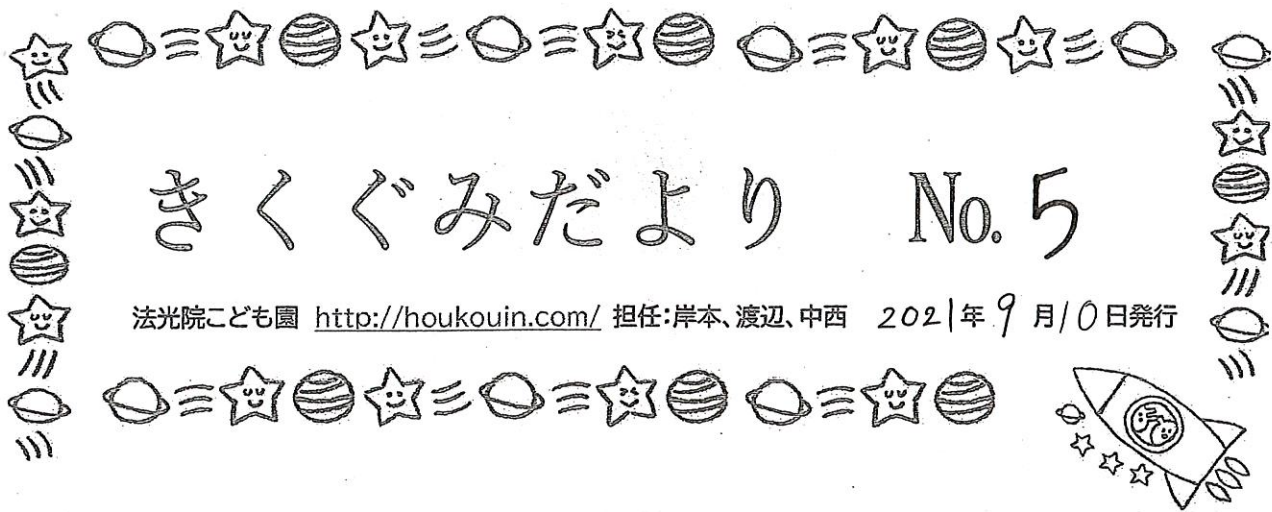 きくぐみだより No.5
法光院こども園 http://houkouin.com/ 担任:岸本、渡辺、中西 2021年9月10日発行